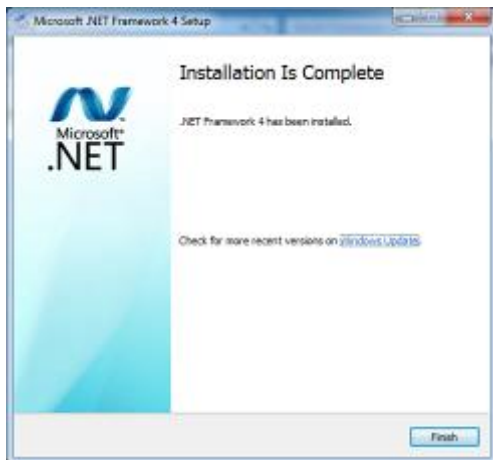 Microsoft .NET Framework 4 Setup
Installation Is Complete
.NET Framework 4 has been installed.
Microsoft®
.NET
Check for more recent versions on Windows Update.
Finish